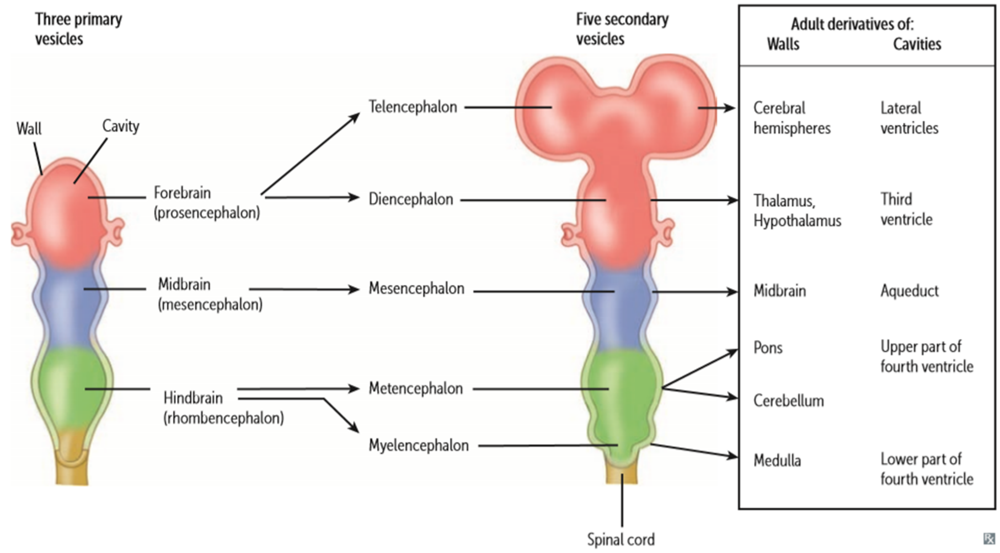 Three primary
vesicles
Five secondary
vesicles
Adult derivatives of:
Walls
Cavities
Wall
Cavity
Forebrain
(prosencephalon)
Midbrain
(mesencephalon)
Hindbrain
(rhombencephalon)
Telencephalon
Diencephalon
Mesencephalon
Metencephalon
Myelencephalon
Spinal cord
Cerebral
hemispheres
Lateral
ventricles
Thalamus,
Hypothalamus
Third
ventricle
Midbrain
Aqueduct
Pons
Upper part of
fourth ventricle
Cerebellum
Medulla
Lower part of
fourth ventricle
Rx